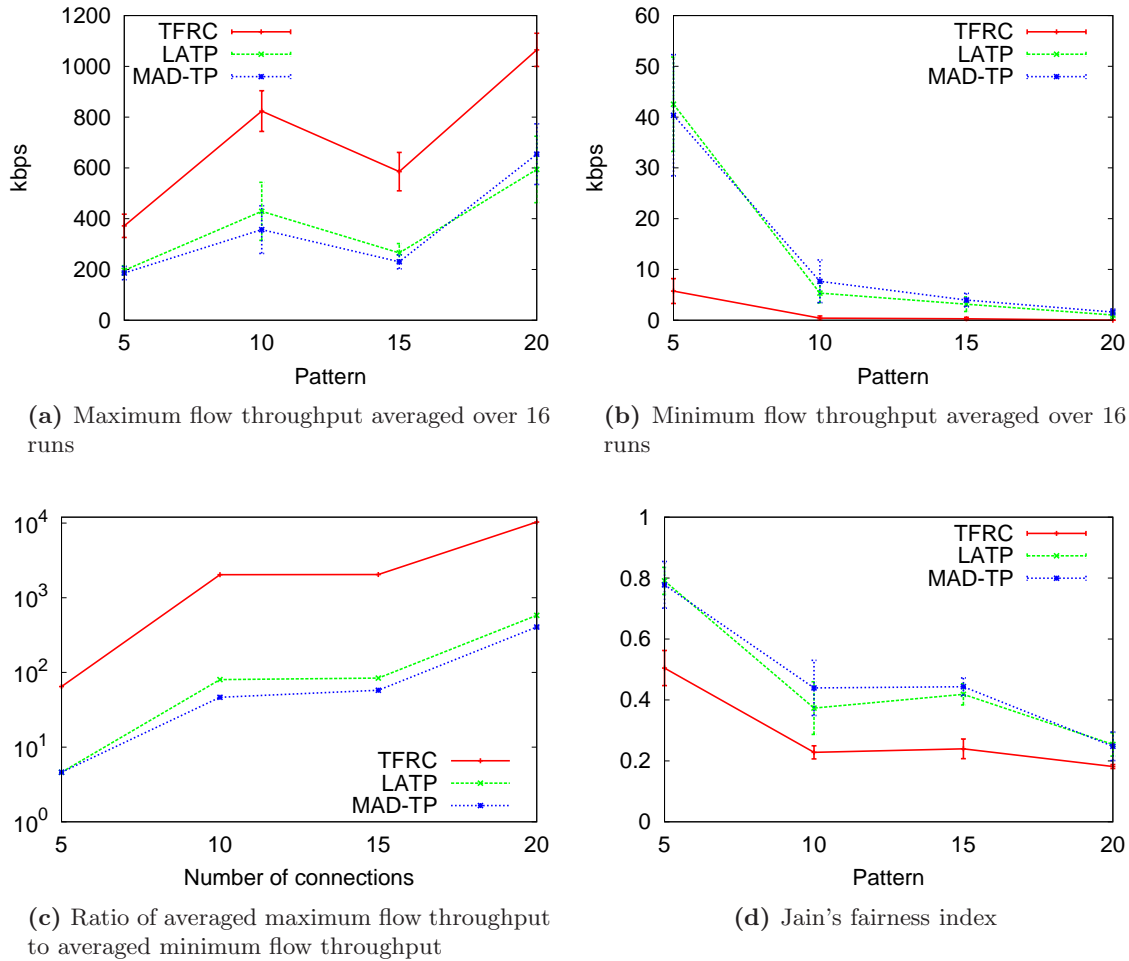 1200
1000
800
600
400
200
0
kbps
TFRC
LATP
MAD-TP
5 10 15 20
Pattern
(a) Maximum flow throughput averaged over 16
runs
60
50
40
30
20
10
0
kbps
TFRC
LATP
MAD-TP
5 10 15 20
Pattern
(b) Minimum flow throughput averaged over 16
runs
10^4
10^3
10^2
10^1
10^0
TFRC
LATP
MAD-TP
5 10 15 20
Number of connections
(c) Ratio of averaged maximum flow throughput
to averaged minimum flow throughput
1
0.8
0.6
0.4
0.2
0
TFRC
LATP
MAD-TP
5 10 15 20
Pattern
(d) Jain's fairness index